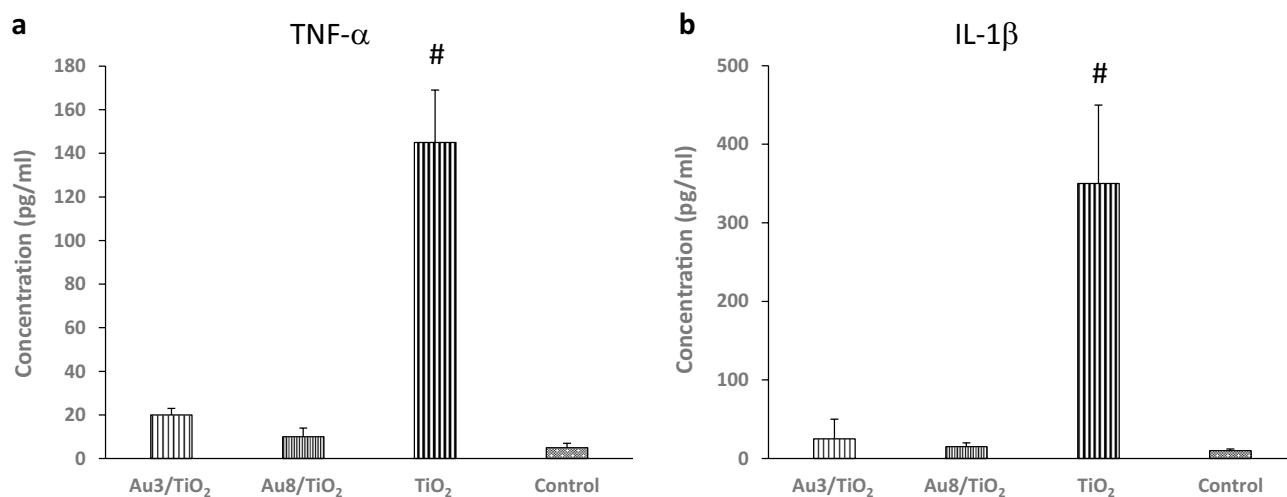 a
TNF-α
#
180
160
140
120
100
80
60
40
20
0
Concentration (pg/ml)
Au3/TiO₂ Au8/TiO₂ TiO₂ Control
b
IL-1β
#
500
400
300
200
100
0
Concentration (pg/ml)
Au3/TiO₂ Au8/TiO₂ TiO₂ Control